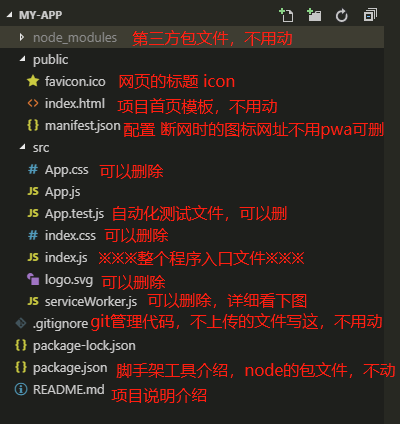 MY-APP
node_modules 第三方包文件，不用动
public
favicon.ico 网页的标题 icon
index.html 项目首页模板，不用动
manifest.json 配置 断网时的图标网址不用pwa可删
src
App.css 可以删除
App.js
App.test.js 自动化测试文件，可以删
index.css 可以删除
index.js ※※※整个程序入口文件※※※
logo.svg 可以删除
serviceWorker.js 可以删除，详细看下图
.gitignore git管理代码，不上传的文件写这，不用动
package-lock.json
package.json 脚手架工具介绍，node的包文件，不动
README.md 项目说明介绍